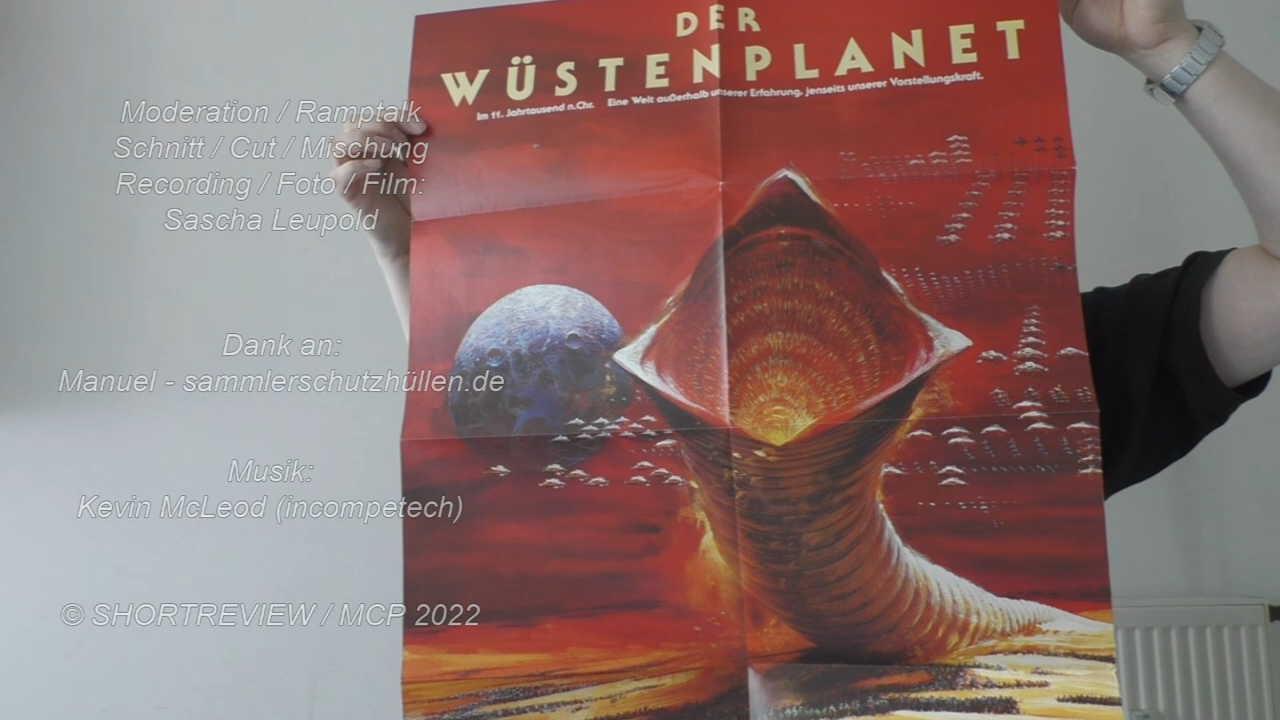 DER
WÜSTENPLANET
Im 11. Jahrtausend n.Chr. Eine Welt außerhalb unserer Erfahrung, jenseits unserer Vorstellungskraft.
Moderation / Ramptalk
Schnitt / Cut / Mischung
Recording / Foto / Film:
Sascha Leupold
Dank an:
Manuel - sammlerschutzhüllen.de
Musik:
Kevin McLeod (incompetech)
© SHORTREVIEW / MCP 2022